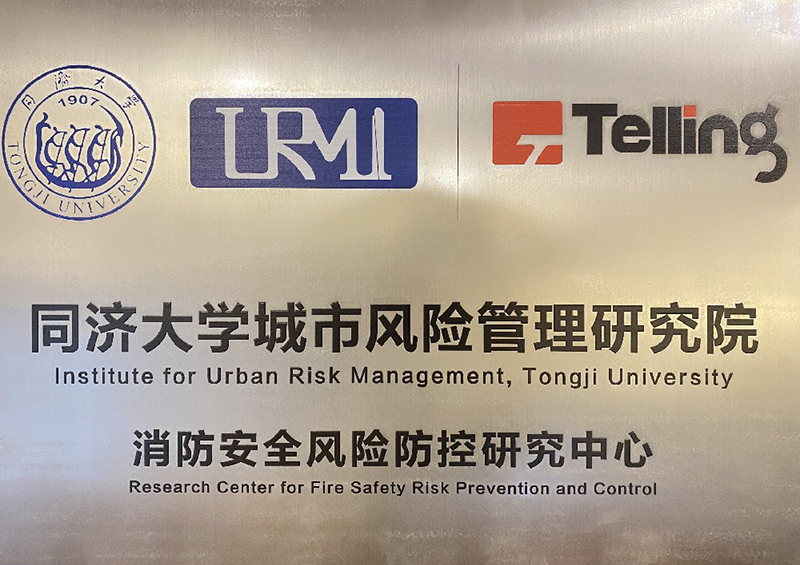 同濟大學
1907
TONGJI UNIVERSITY
URMI
Telling
同济大学城市风险管理研究院
Institute for Urban Risk Management, Tongji University
消防安全风险防控研究中心
Research Center for Fire Safety Risk Prevention and Control